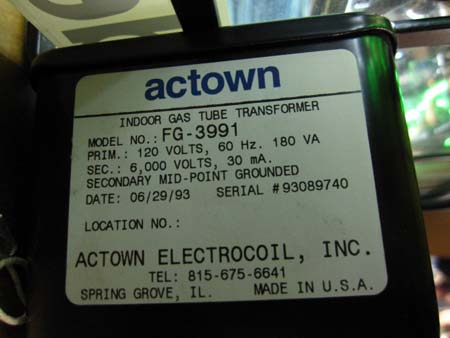 actown
INDOOR GAS TUBE TRANSFORMER
MODEL NO.: FG-3991
PRIM.: 120 VOLTS, 60 Hz. 180 VA
SEC.: 6,000 VOLTS, 30 mA.
SECONDARY MID-POINT GROUNDED
DATE: 06/29/93 SERIAL #93089740
LOCATION NO.:
ACTOWN ELECTROCOIL, INC.
TEL: 815-675-6641
SPRING GROVE, IL. MADE IN U.S.A.